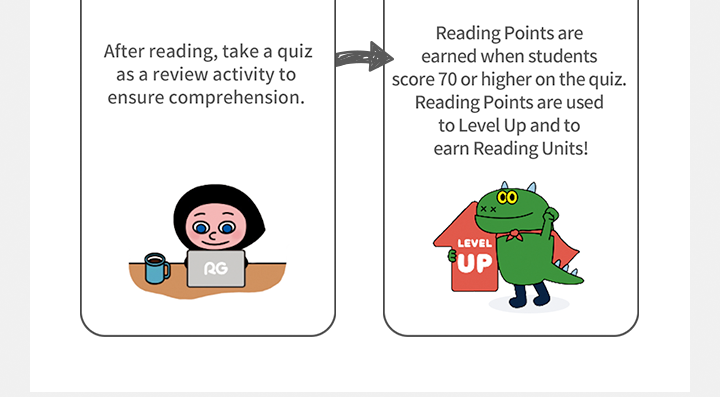 After reading, take a quiz
as a review activity to
ensure comprehension.
Reading Points are
earned when students
score 70 or higher on the quiz.
Reading Points are used
to Level Up and to
earn Reading Units!
RG
LEVEL
UP